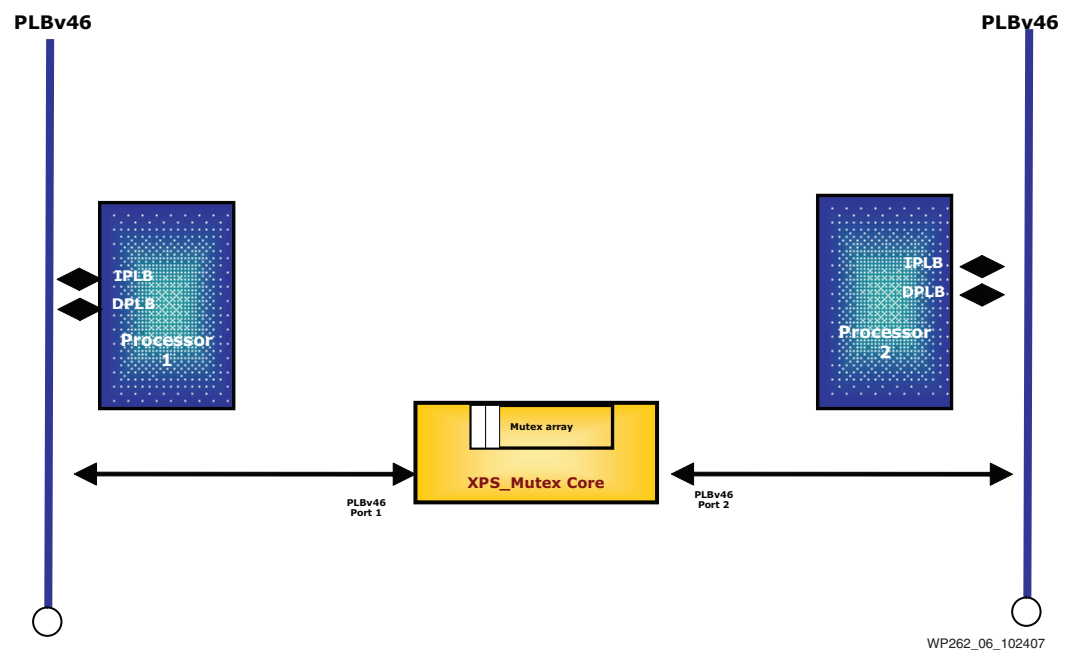 PLBv46
PLBv46
IPLB
DPLB
Processor
1
IPLB
DPLB
Processor
2
Mutex array
XPS_Mutex Core
PLBv46
Port 1
PLBv46
Port 2
WP262_06_102407